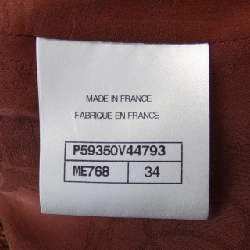 MADE IN FRANCE
FABRIQUE EN FRANCE
P59350V44793
ME768 34